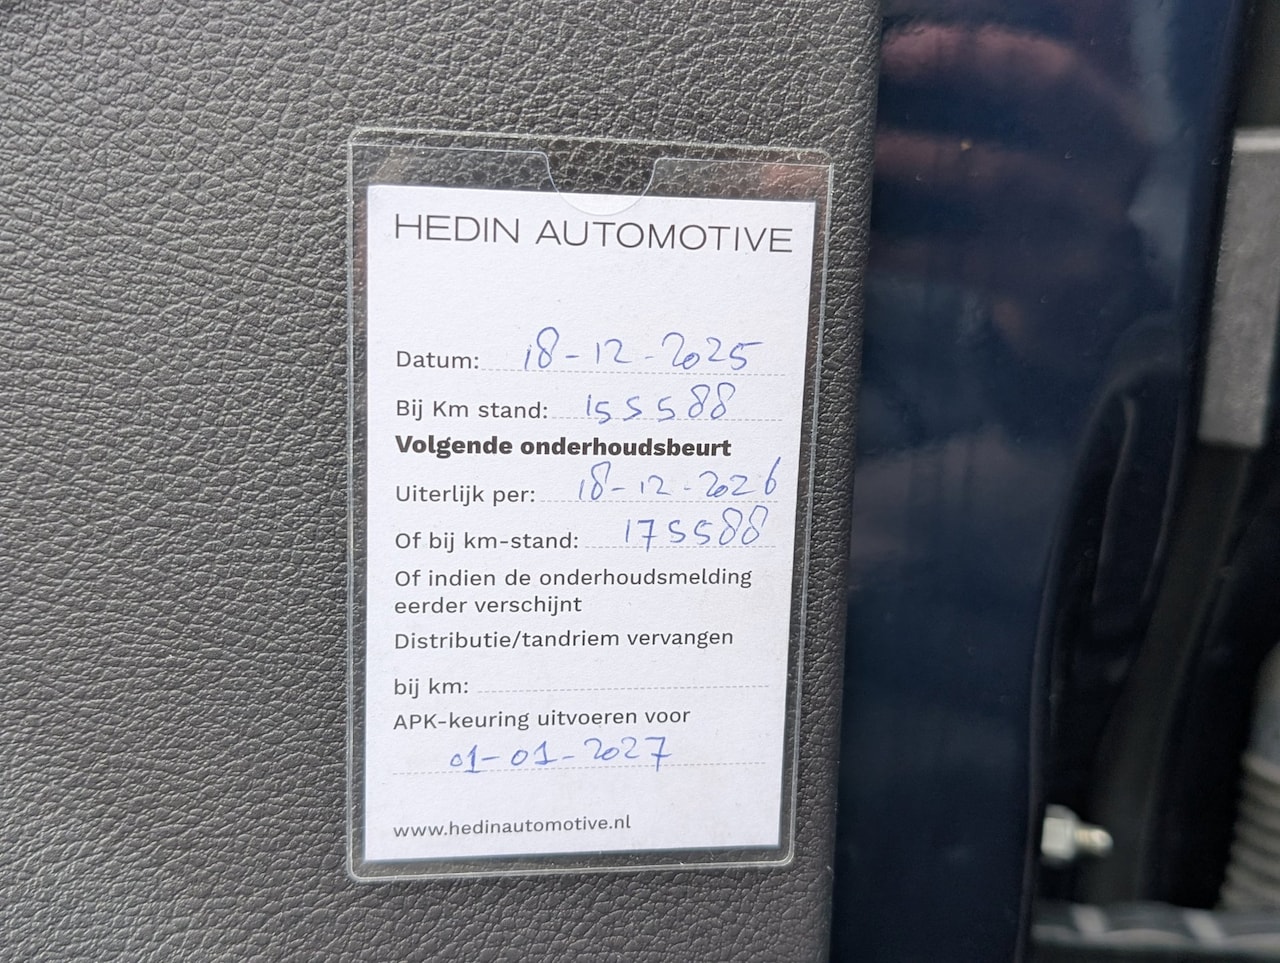 HEDIN AUTOMOTIVE
Datum: 18-12-2025
Bij Km stand: 155588
Volgende onderhoudsbeurt
Uiterlijk per: 18-12-2026
Of bij km-stand: 175588
Of indien de onderhoudsmelding
eerder verschijnt
Distributie/tandriem vervangen
bij km:
APK-keuring uitvoeren voor
01-01-2027
www.hedinautomotive.nl